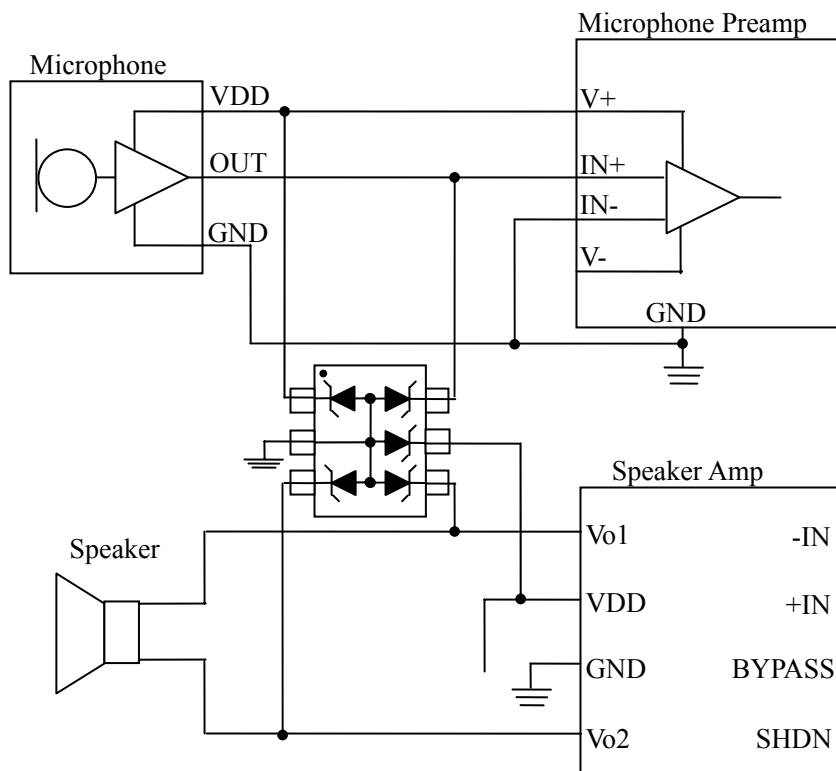 Microphone Preamp
Microphone
VDD
V+
OUT
IN+
IN-
GND
V-
GND
Speaker Amp
Speaker
Vo1
-IN
VDD
+IN
GND
BYPASS
Vo2
SHDN